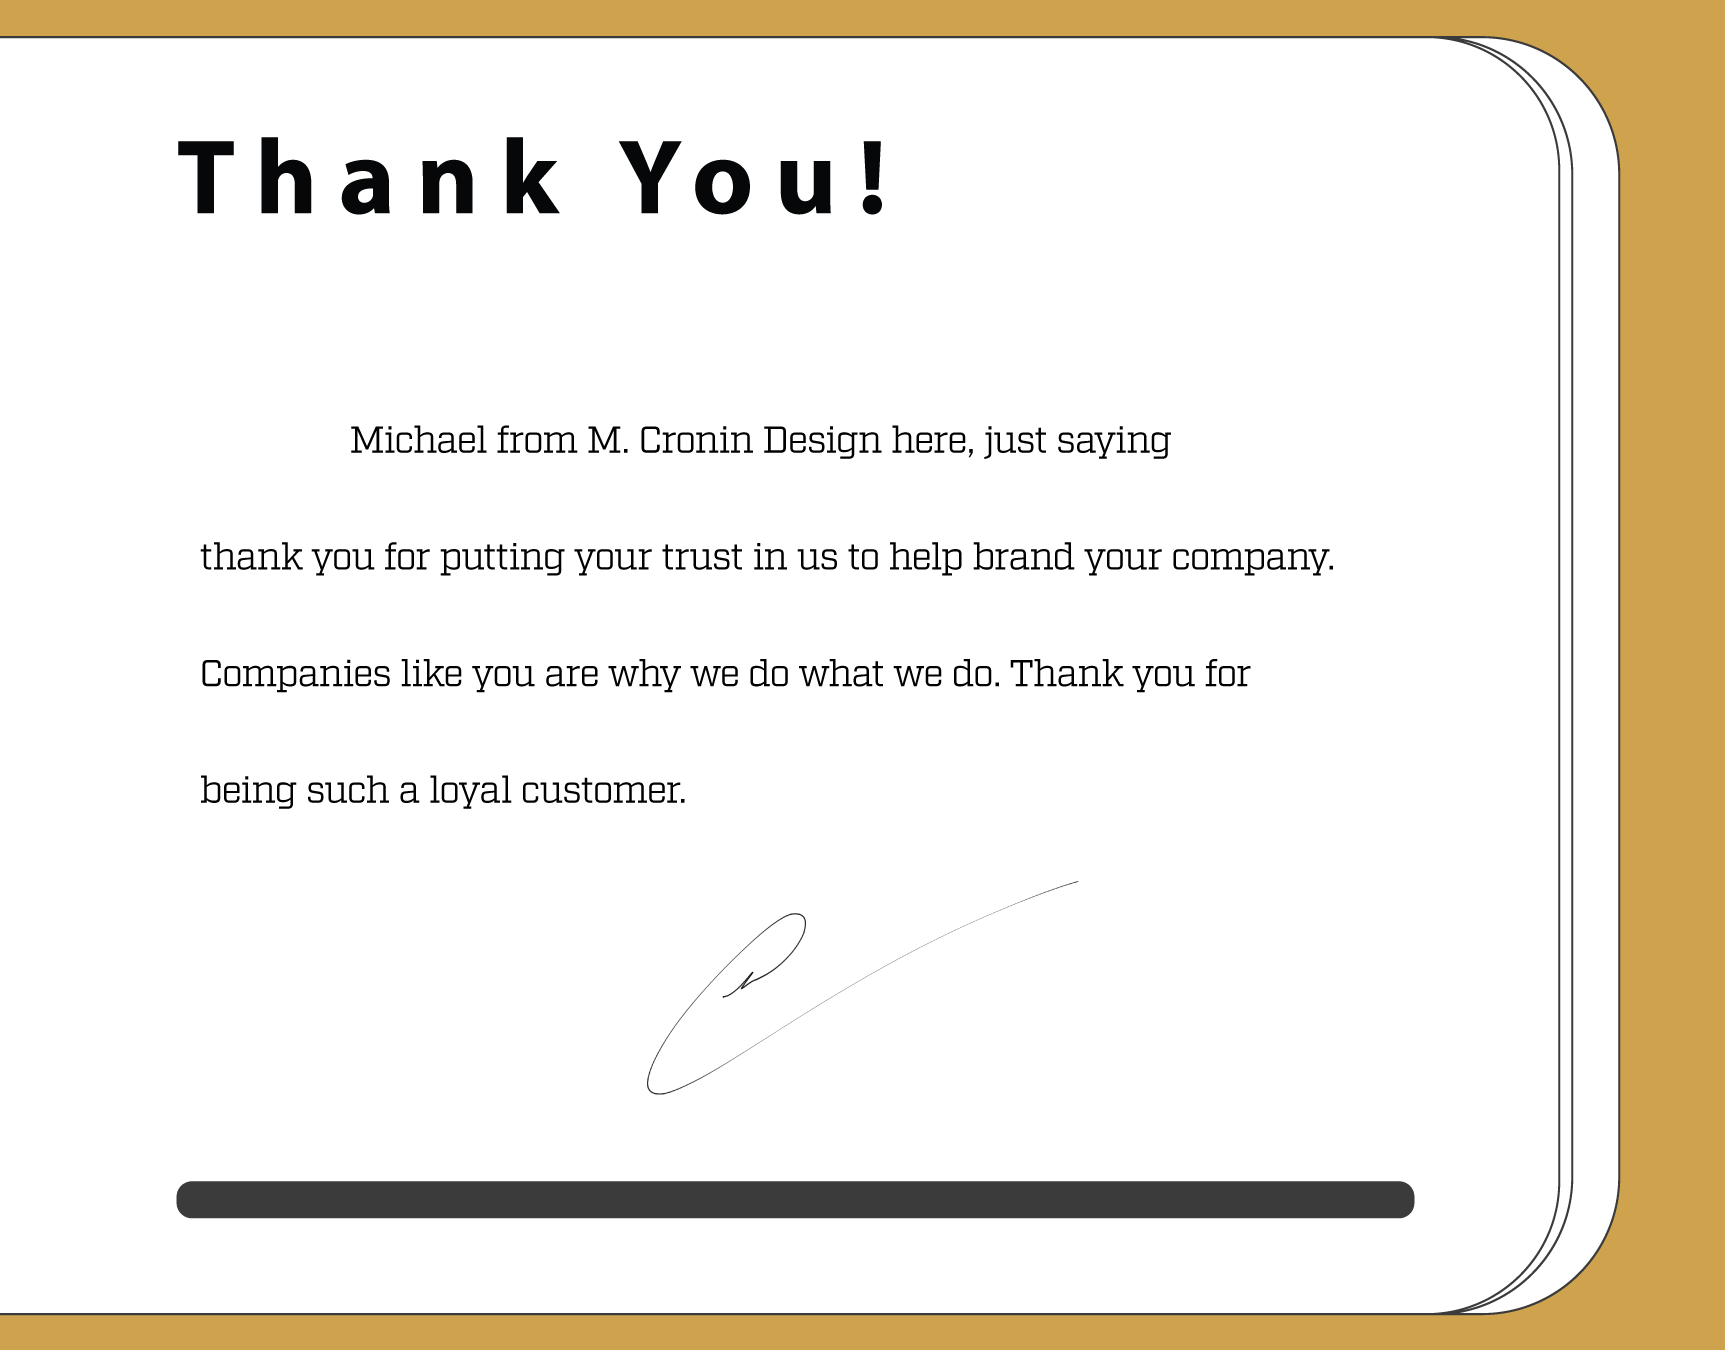 Thank You!
Michael from M. Cronin Design here, just saying
thank you for putting your trust in us to help brand your company.
Companies like you are why we do what we do. Thank you for
being such a loyal customer.